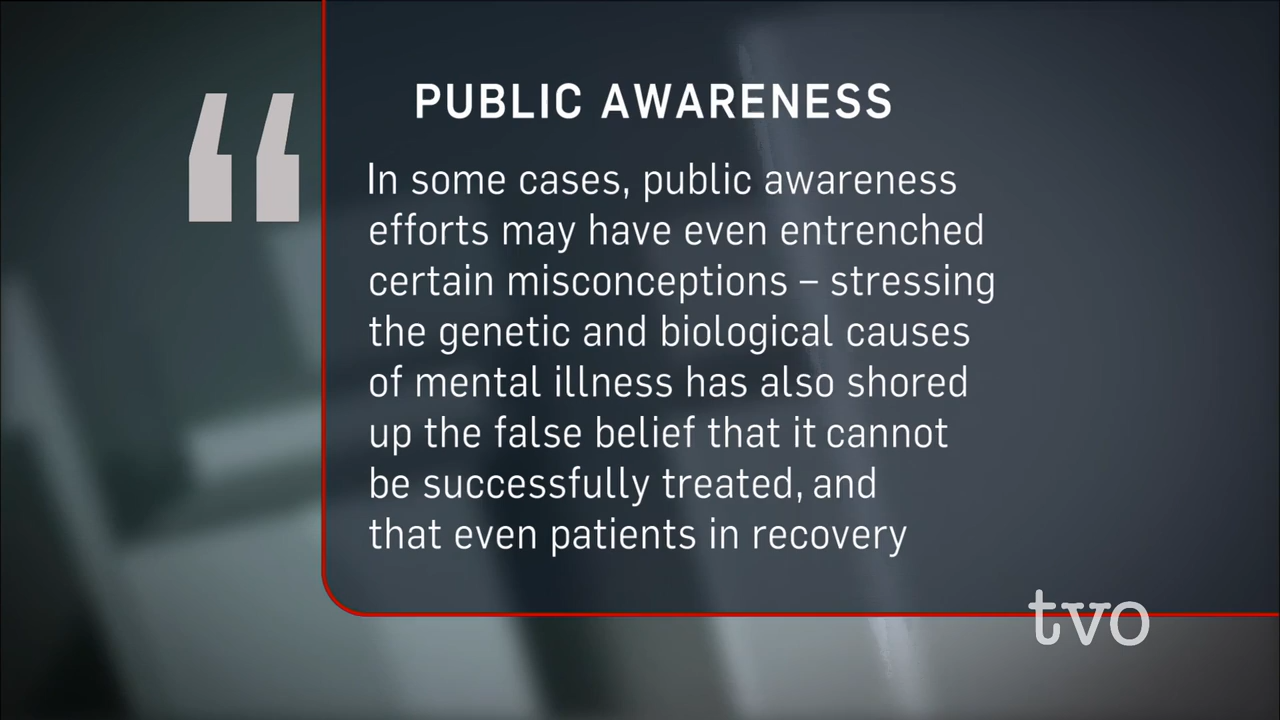 “
PUBLIC AWARENESS
In some cases, public awareness
efforts may have even entrenched
certain misconceptions – stressing
the genetic and biological causes
of mental illness has also shored
up the false belief that it cannot
be successfully treated, and
that even patients in recovery
tvo